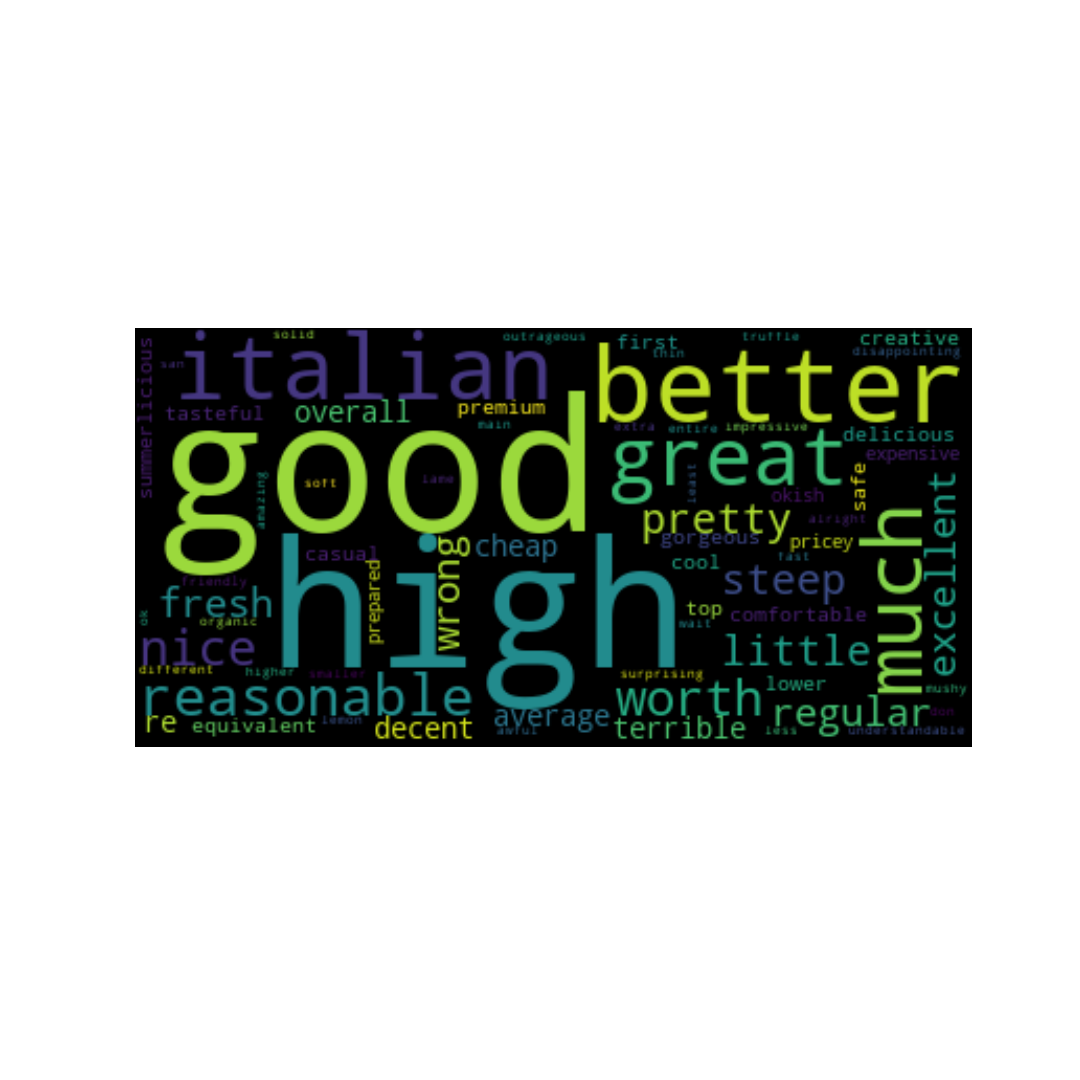 solid
outrageous
first
truffle
creative
italian
thin
disappointing
san
better
summerlicious
tasteful
overall
premium
main
extra
entire
impressive
delicious
good
great
expensive
amazing
soft
lame
least
okish
safe
pretty
airight
gorgeous
pricey
much
excellent
casual
wrong
cheap
high
fast
cool
steep
friendly
prepared
fresh
organic
ok
top
comfortable
wait
nice
little
different
higher
smaller
surprising
reasonable
worth
lower
mushy
re
equivalent
lemon
decent
average
awful
terrible
regular
less
don
understandable